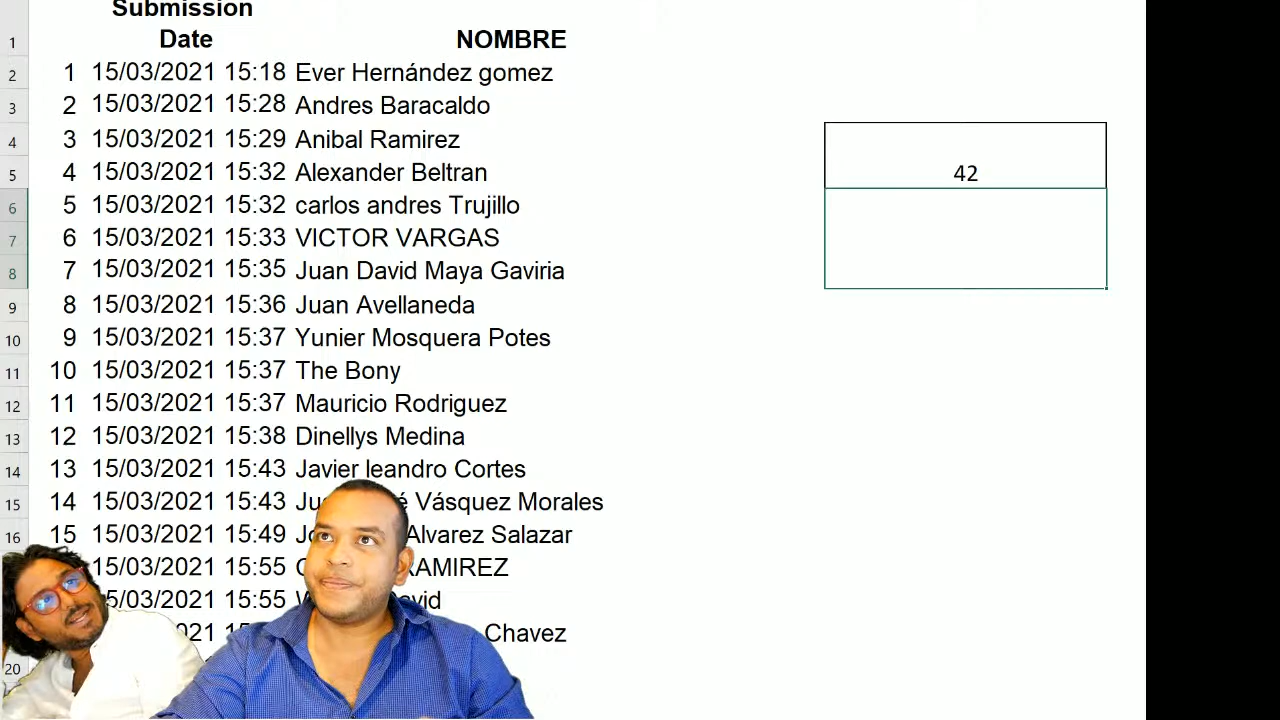 Submission
1 Date NOMBRE
2 1 15/03/2021 15:18 Ever Hernández gomez
3 2 15/03/2021 15:28 Andres Baracaldo
4 3 15/03/2021 15:29 Anibal Ramirez
5 4 15/03/2021 15:32 Alexander Beltran 42
6 5 15/03/2021 15:32 carlos andres Trujillo
7 6 15/03/2021 15:33 VICTOR VARGAS
8 7 15/03/2021 15:35 Juan David Maya Gaviria
9 8 15/03/2021 15:36 Juan Avellaneda
10 9 15/03/2021 15:37 Yunier Mosquera Potes
11 10 15/03/2021 15:37 The Bony
12 11 15/03/2021 15:37 Mauricio Rodriguez
13 12 15/03/2021 15:38 Dinellys Medina
14 13 15/03/2021 15:43 Javier leandro Cortes
15 14 15/03/2021 15:43 Vásquez Morales
16 15 15/03/2021 15:49 Alvarez Salazar
15/03/2021 15:55 RAMIREZ
15:55
Chavez
20